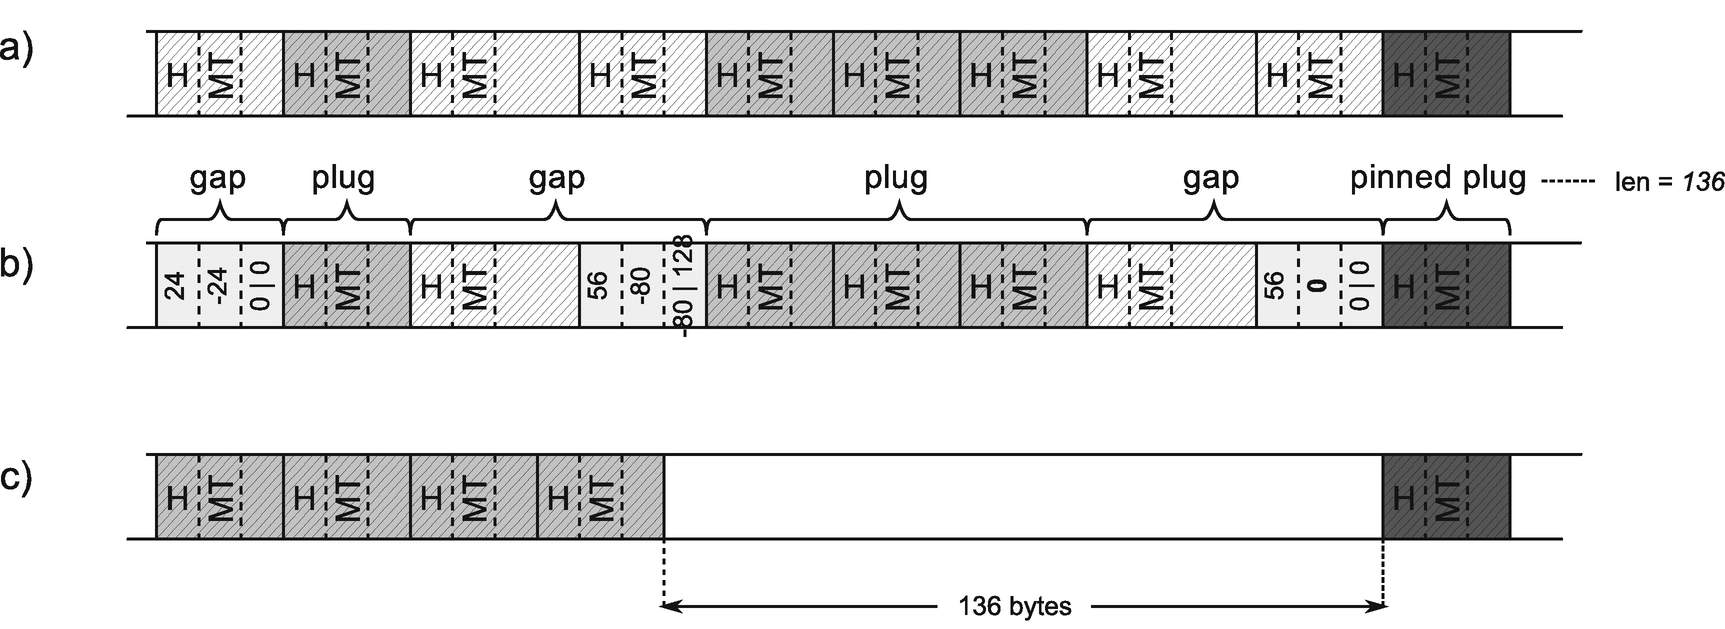 a)
H MT H MT H MT H MT H MT H MT H MT H MT H MT H MT
gap plug gap plug gap pinned plug len = 136
b)
24 -24 0 | 0 H MT H MT 56 -80 -80 | 128 H MT H MT H MT H MT 56 0 0 | 0 H MT
c)
H MT H MT H MT H MT H MT
136 bytes